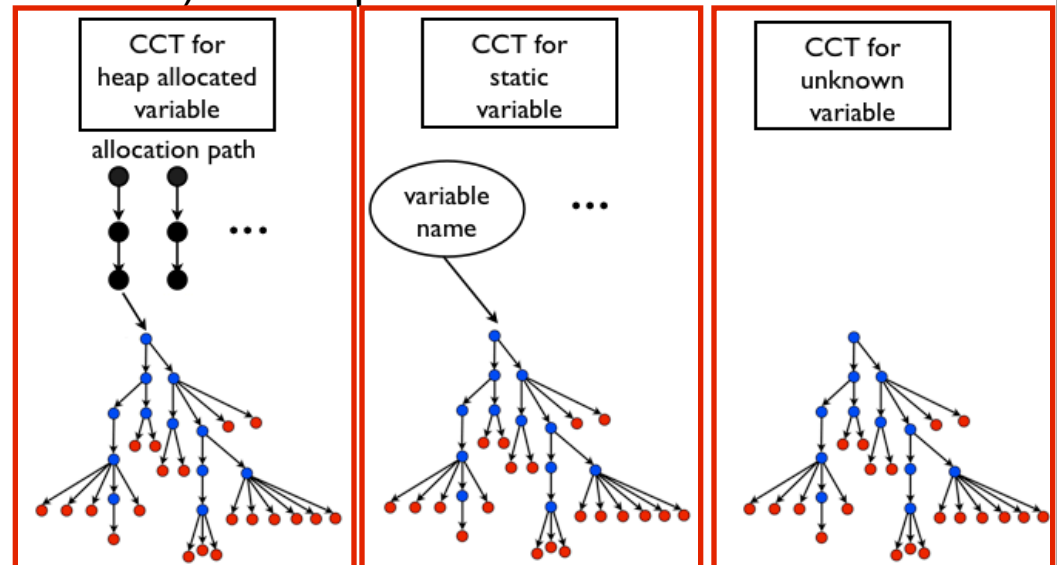 CCT for
heap allocated
variable
allocation path
...
CCT for
static
variable
variable
name
...
CCT for
unknown
variable